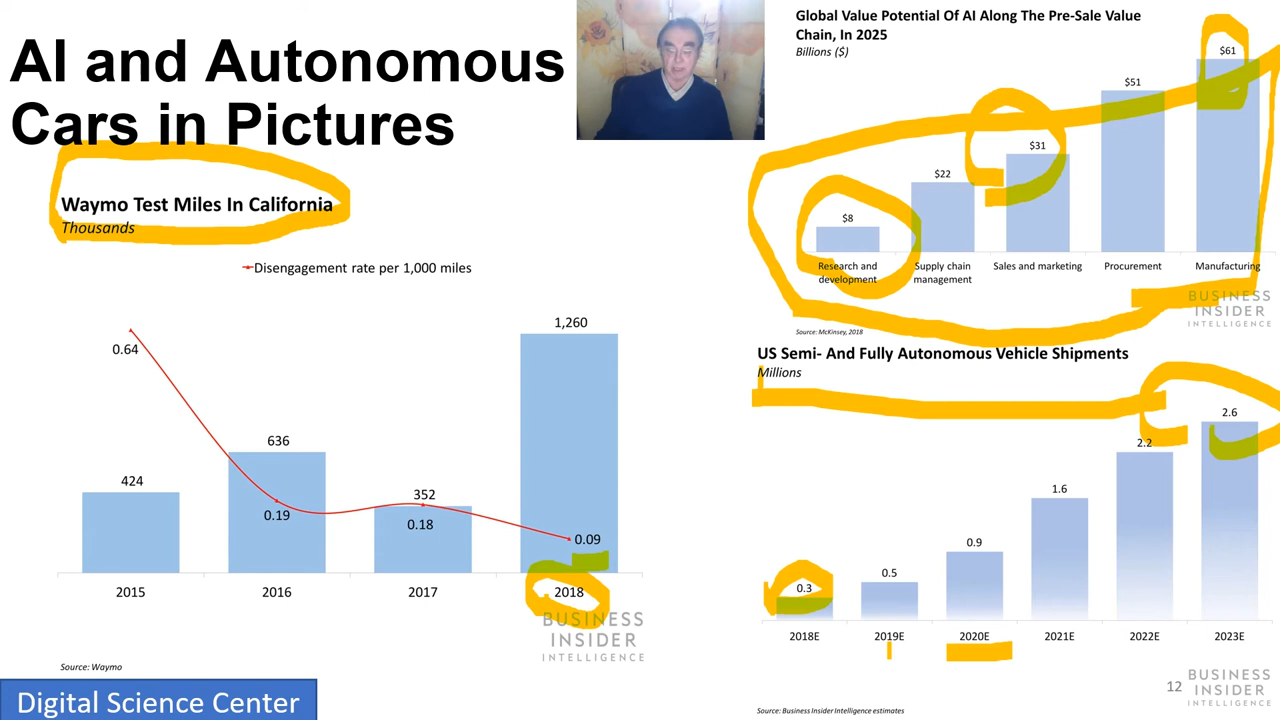 AI and Autonomous
Cars in Pictures
Waymo Test Miles In California
Thousands
Disengagement rate per 1,000 miles
0.64
424
636
0.19
352
0.18
1,260
0.09
2015
2016
2017
2018
BUSINESS
INSIDER
INTELLIGENCE
Source: Waymo
Digital Science Center
Global Value Potential Of AI Along The Pre-Sale Value
Chain, In 2025
Billions ($)
$8
$22
$31
$51
$61
Research and
development
Supply chain
management
Sales and marketing
Procurement
Manufacturing
BUSINESS
INSIDER
INTELLIGENCE
Source: McKinsey, 2018
US Semi- And Fully Autonomous Vehicle Shipments
Millions
0.3
0.5
0.9
1.6
2.2
2.6
2018E
2019E
2020E
2021E
2022E
2023E
12
BUSINESS
INSIDER
INTELLIGENCE
Source: Business Insider Intelligence estimates